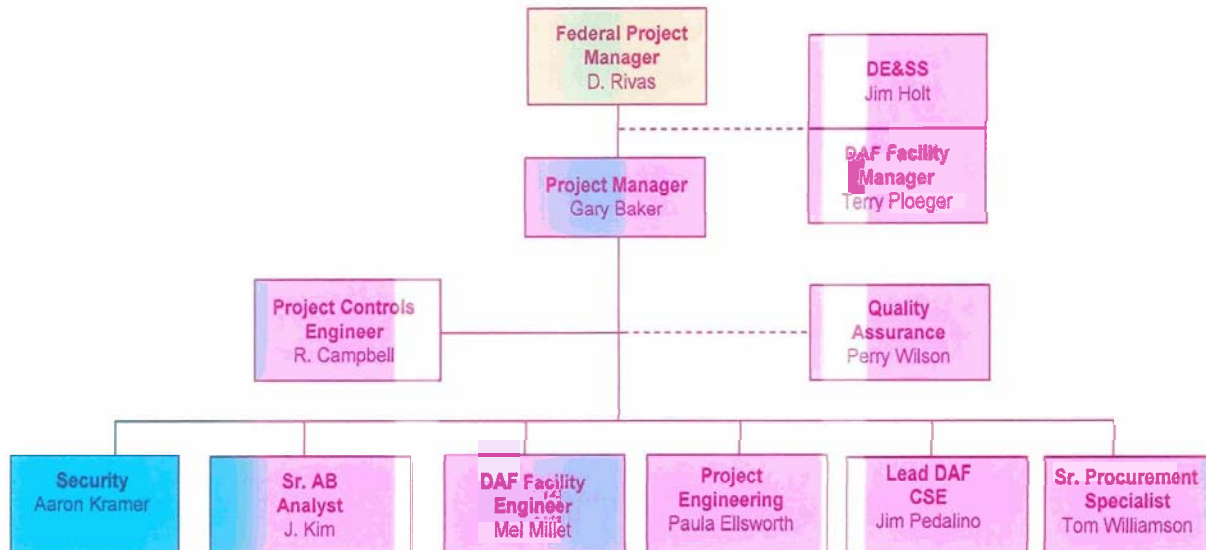 Federal Project
Manager
D. Rivas
DE&SS
Jim Holt
DAF Facility
Manager
Terry Ploeger
Project Manager
Gary Baker
Project Controls
Engineer
R. Campbell
Quality
Assurance
Perry Wilson
Security
Aaron Kramer
Sr. AB
Analyst
J. Kim
DAF Facility
Engineer
Mel Millet
Project
Engineering
Paula Ellsworth
Lead DAF
CSE
Jim Pedalino
Sr. Procurement
Specialist
Tom Williamson